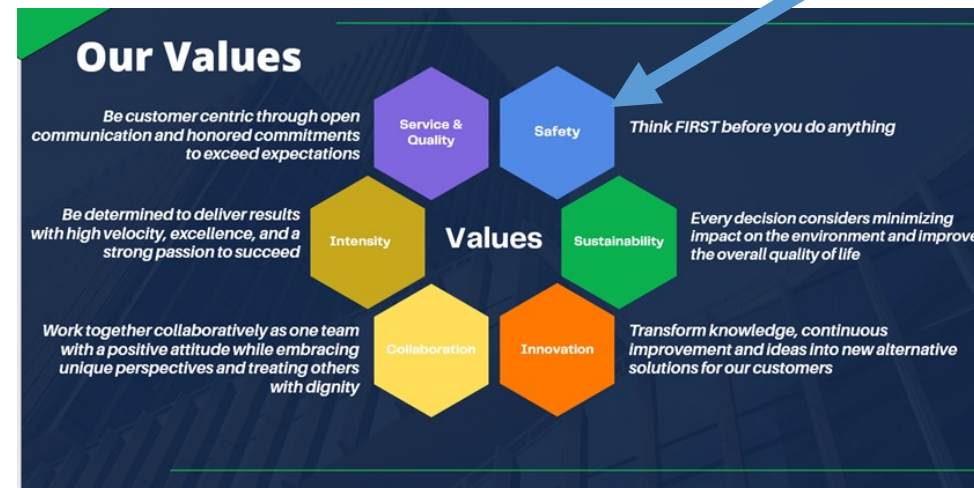 Our Values
Be customer centric through open
communication and honored commitments
to exceed expectations
Service &
Quality
Safety
Think FIRST before you do anything
Be determined to deliver results
with high velocity, excellence, and a
strong passion to succeed
Intensity
Values
Sustainability
Every decision considers minimizing
impact on the environment and improve
the overall quality of life
Work together collaboratively as one team
with a positive attitude while embracing
unique perspectives and treating others
with dignity
Collaboration
Innovation
Transform knowledge, continuous
improvement and ideas into new alternative
solutions for our customers